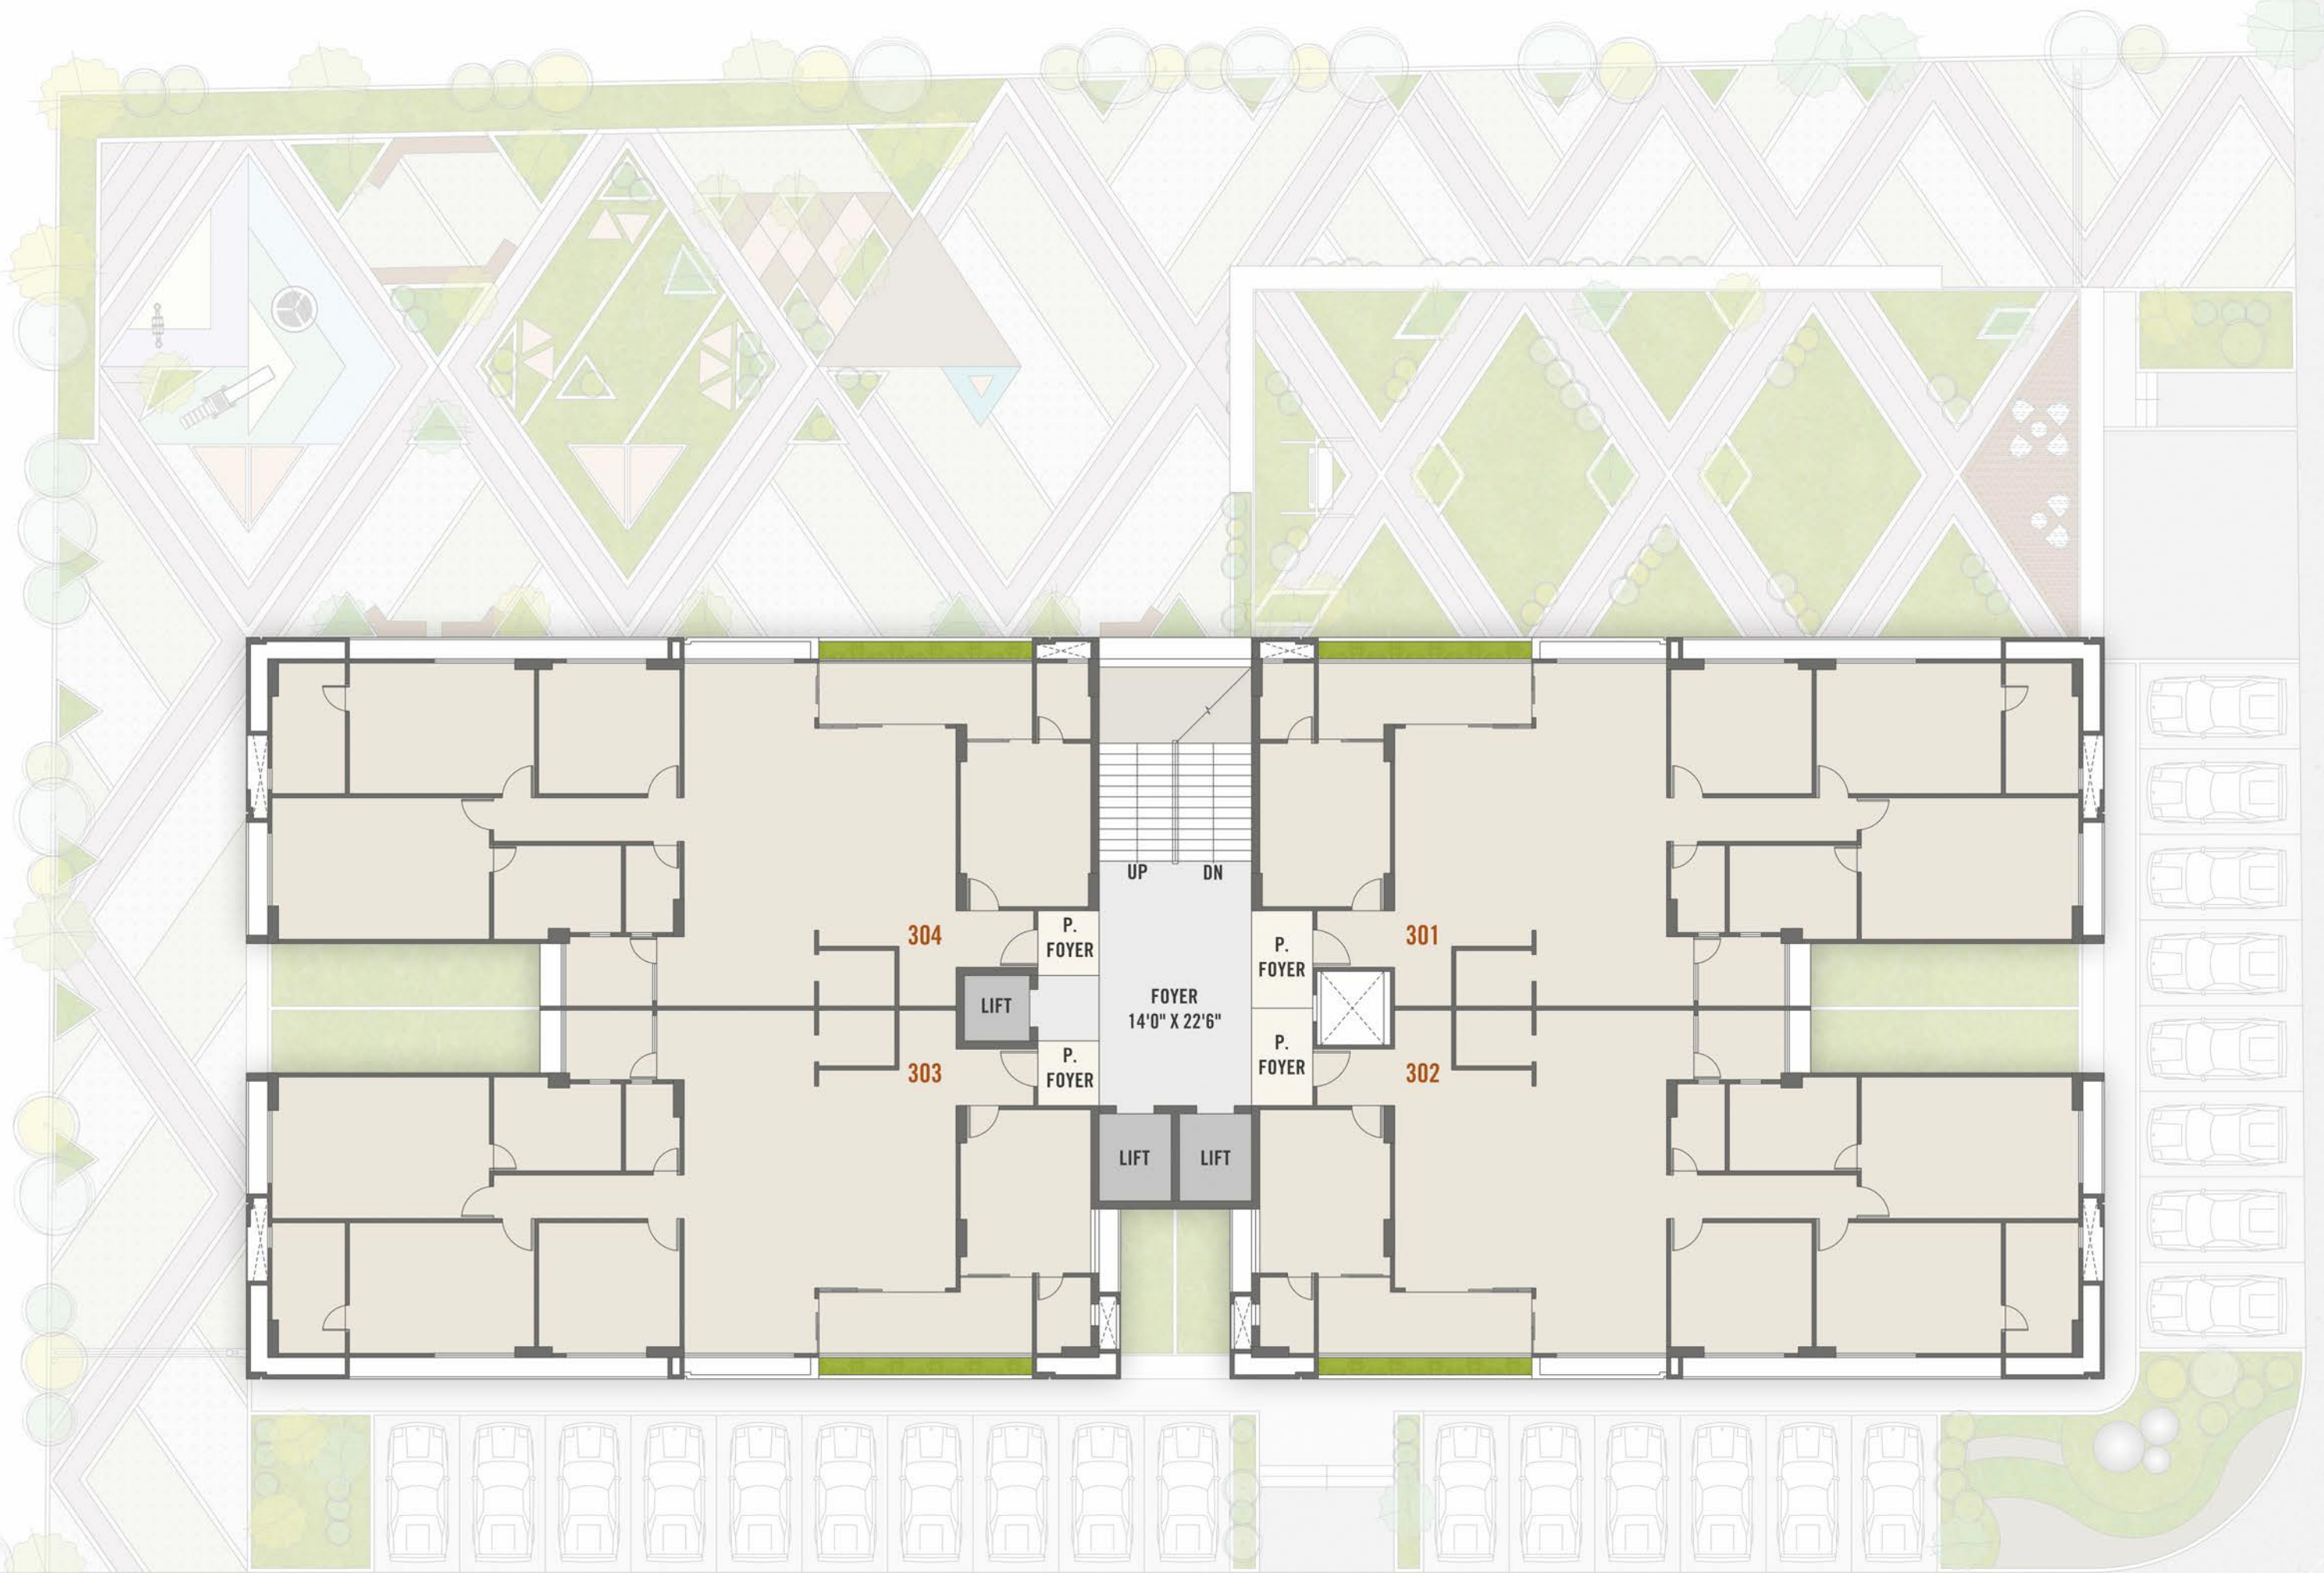 UP
DN
304
P.
FOYER
P.
FOYER
301
LIFT
FOYER
14'0" X 22'6"
303
P.
FOYER
P.
FOYER
302
LIFT
LIFT